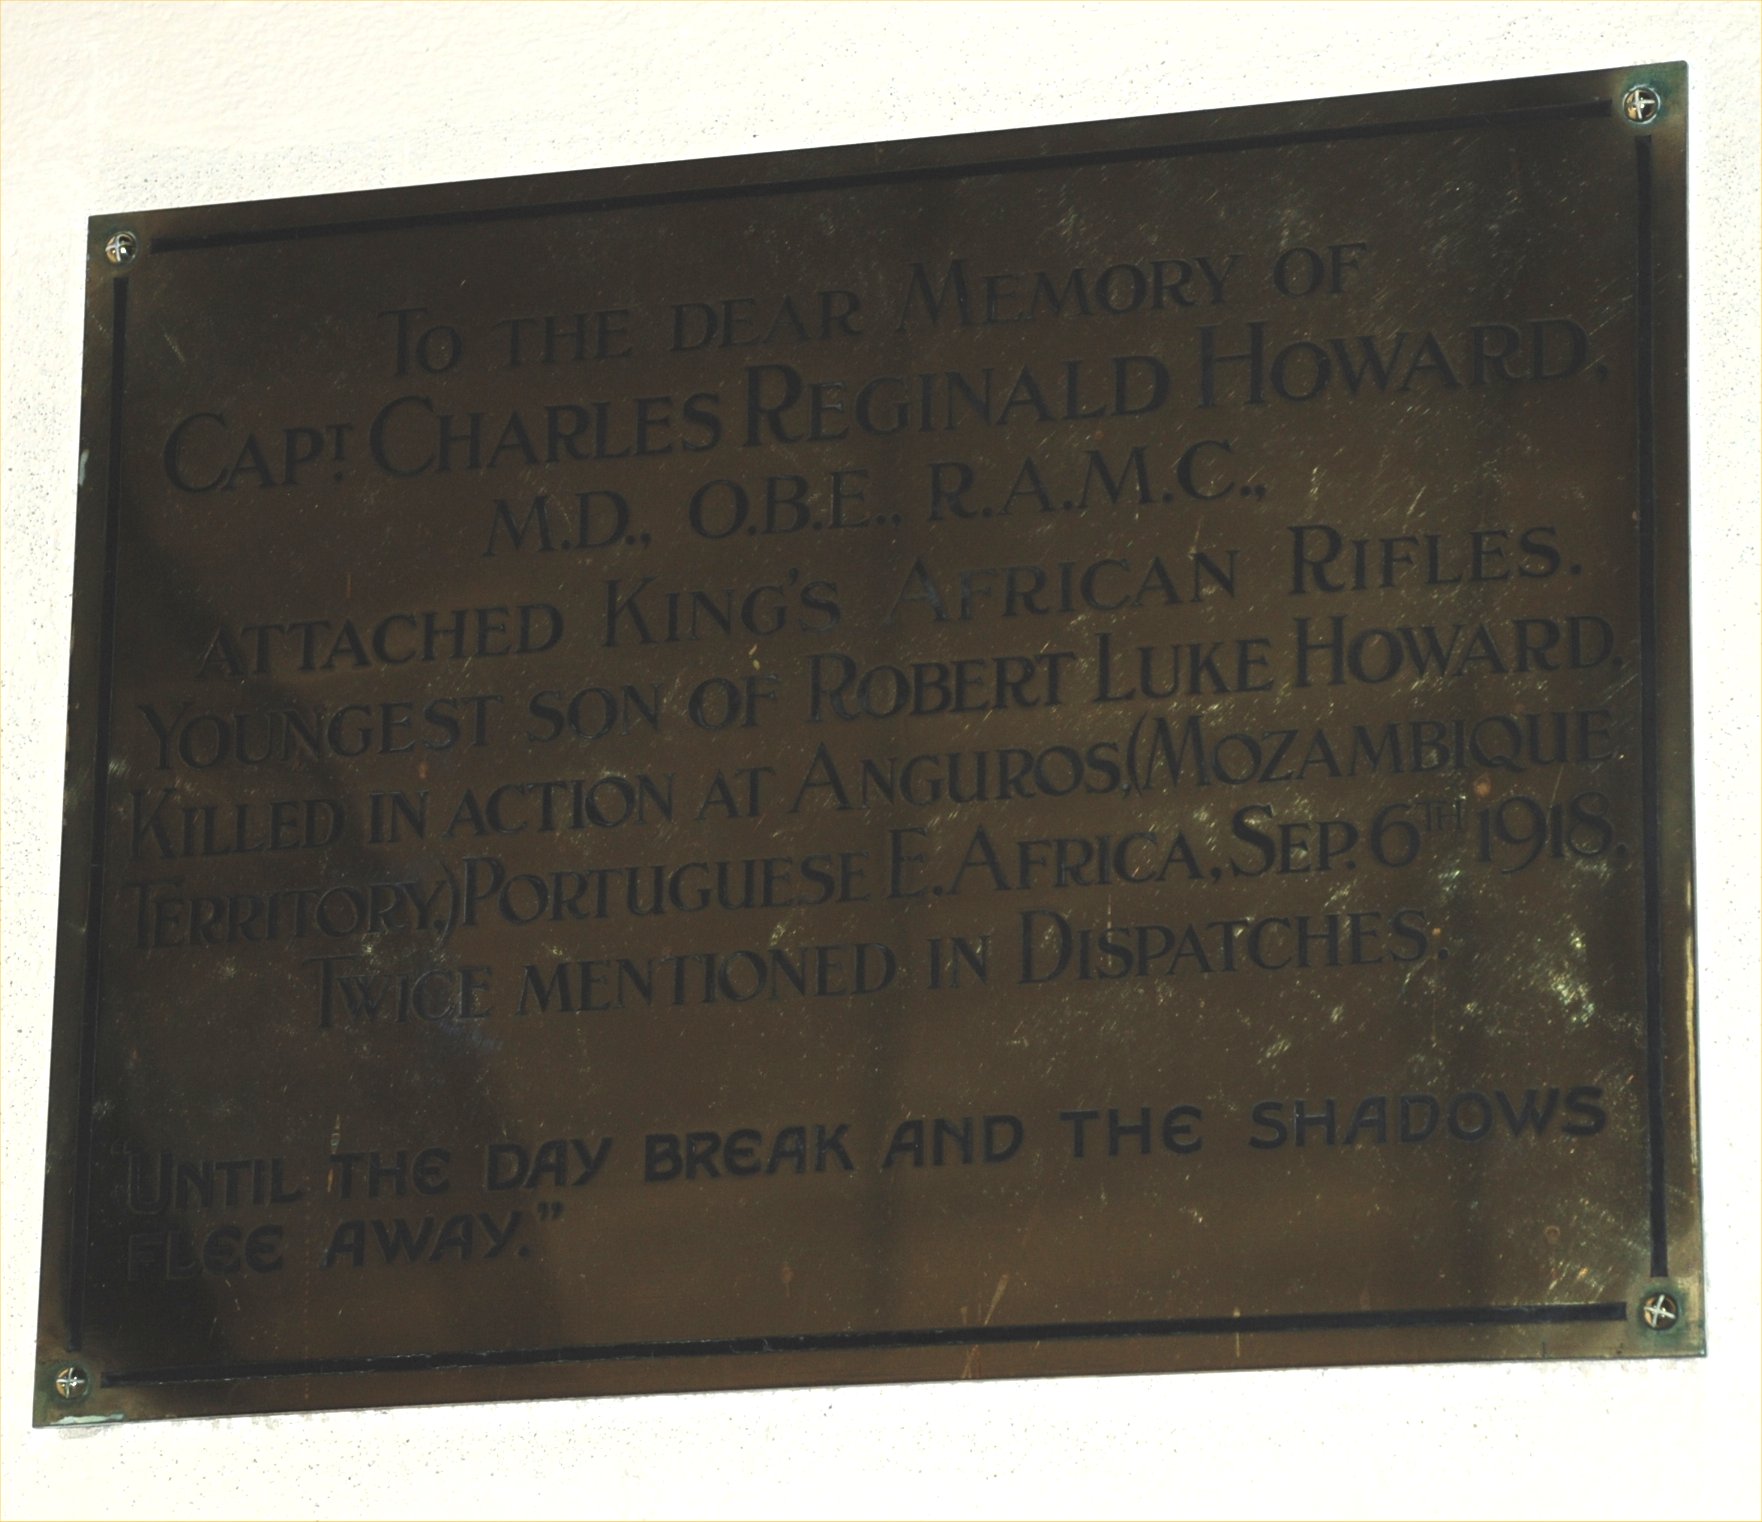 To the dear Memory of
Capt. Charles Reginald Howard,
M.D., O.B.E., R.A.M.C.,
attached King's African Rifles.
Youngest son of Robert Luke Howard,
Killed in action at Anguros,(Mozambique
Territory,) Portuguese E. Africa, Sep. 6th 1918.
Twice mentioned in Dispatches.
"Until the day break and the shadows
flee away."